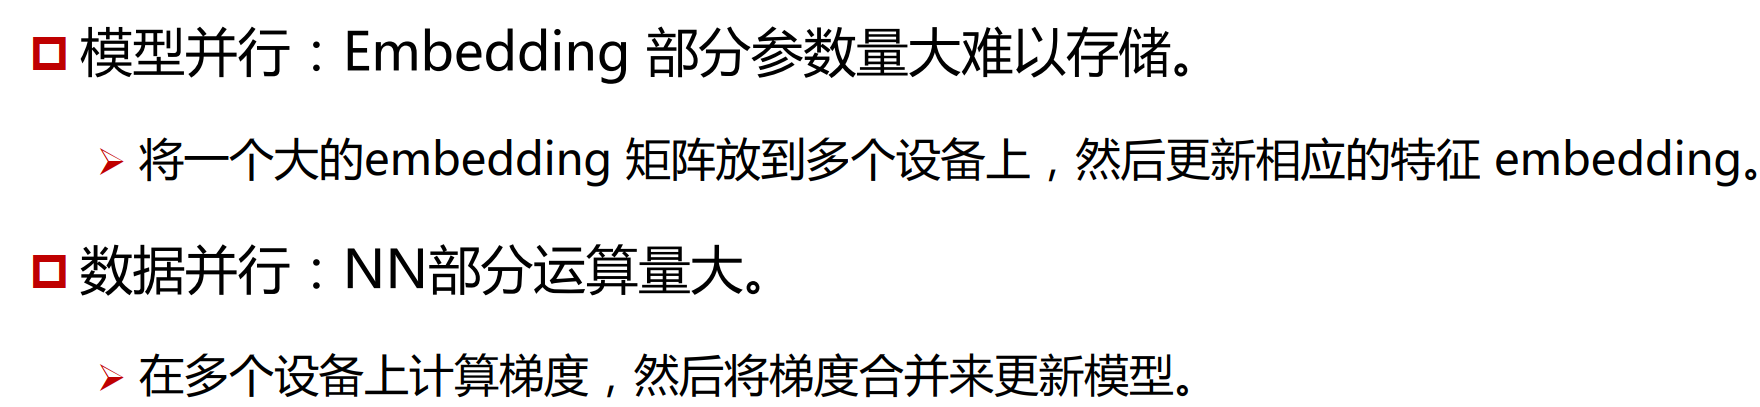 模型并行：Embedding 部分参数量大难以存储。
将一个大的embedding 矩阵放到多个设备上，然后更新相应的特征 embedding。
数据并行：NN部分运算量大。
在多个设备上计算梯度，然后将梯度合并来更新模型。